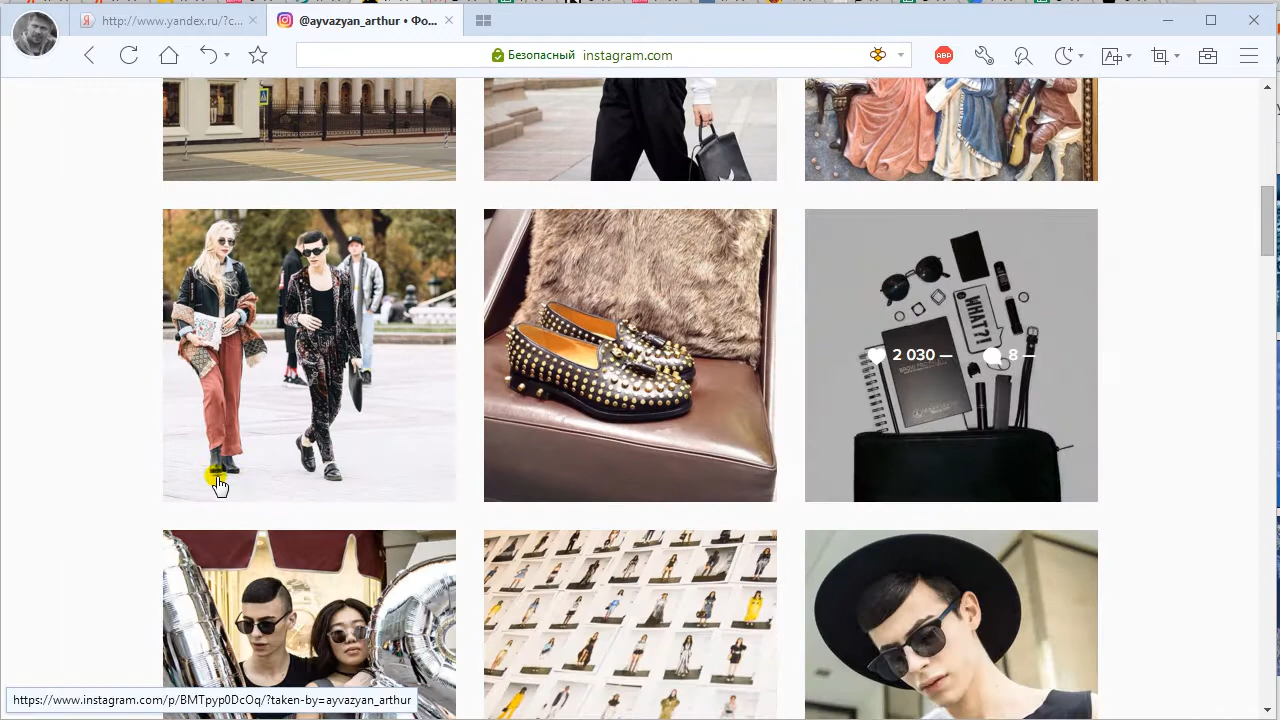 http://www.yandex.ru/?c...
@ayvazyan_arthur • Фо...
Безопасный instagram.com
ABP
WHAT?!
2 030 —
8 —
https://www.instagram.com/p/BMTpyp0DcOq/?taken-by=ayvazyan_arthur